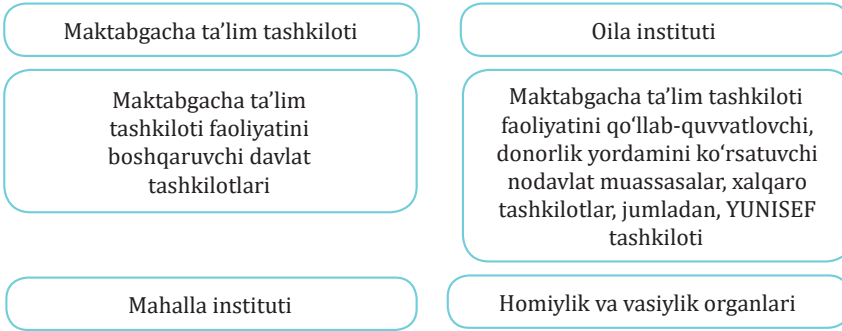 Maktabgacha ta’lim tashkiloti
Oila instituti
Maktabgacha ta’lim
tashkiloti faoliyatini
boshqaruvchi davlat
tashkilotlari
Maktabgacha ta’lim tashkiloti
faoliyatini qo‘llab-quvvatlovchi,
donorlik yordamini ko‘rsatuvchi
nodavlat muassasalar, xalqaro
tashkilotlar, jumladan, YUNISEF
tashkiloti
Mahalla instituti
Homiylik va vasiylik organlari